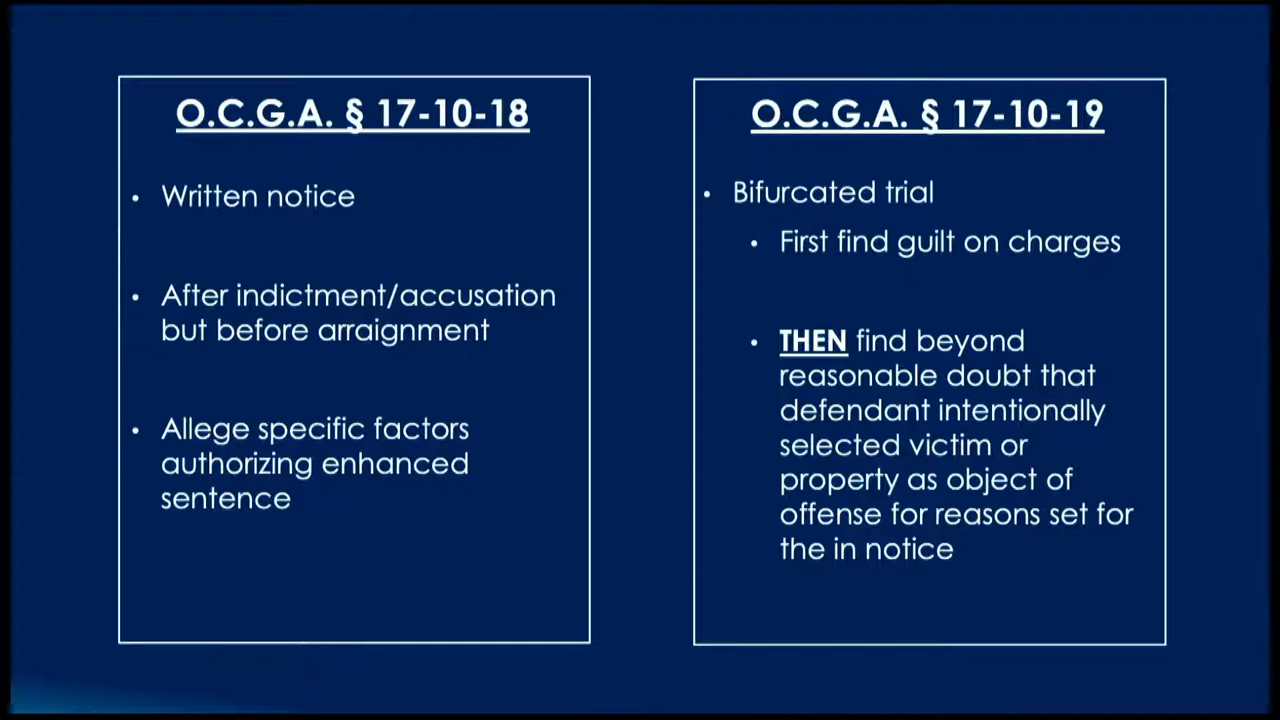 O.C.G.A. § 17-10-18
• Written notice
• After indictment/accusation
but before arraignment
• Allege specific factors
authorizing enhanced
sentence
O.C.G.A. § 17-10-19
• Bifurcated trial
• First find guilt on charges
• THEN find beyond
reasonable doubt that
defendant intentionally
selected victim or
property as object of
offense for reasons set for
the in notice